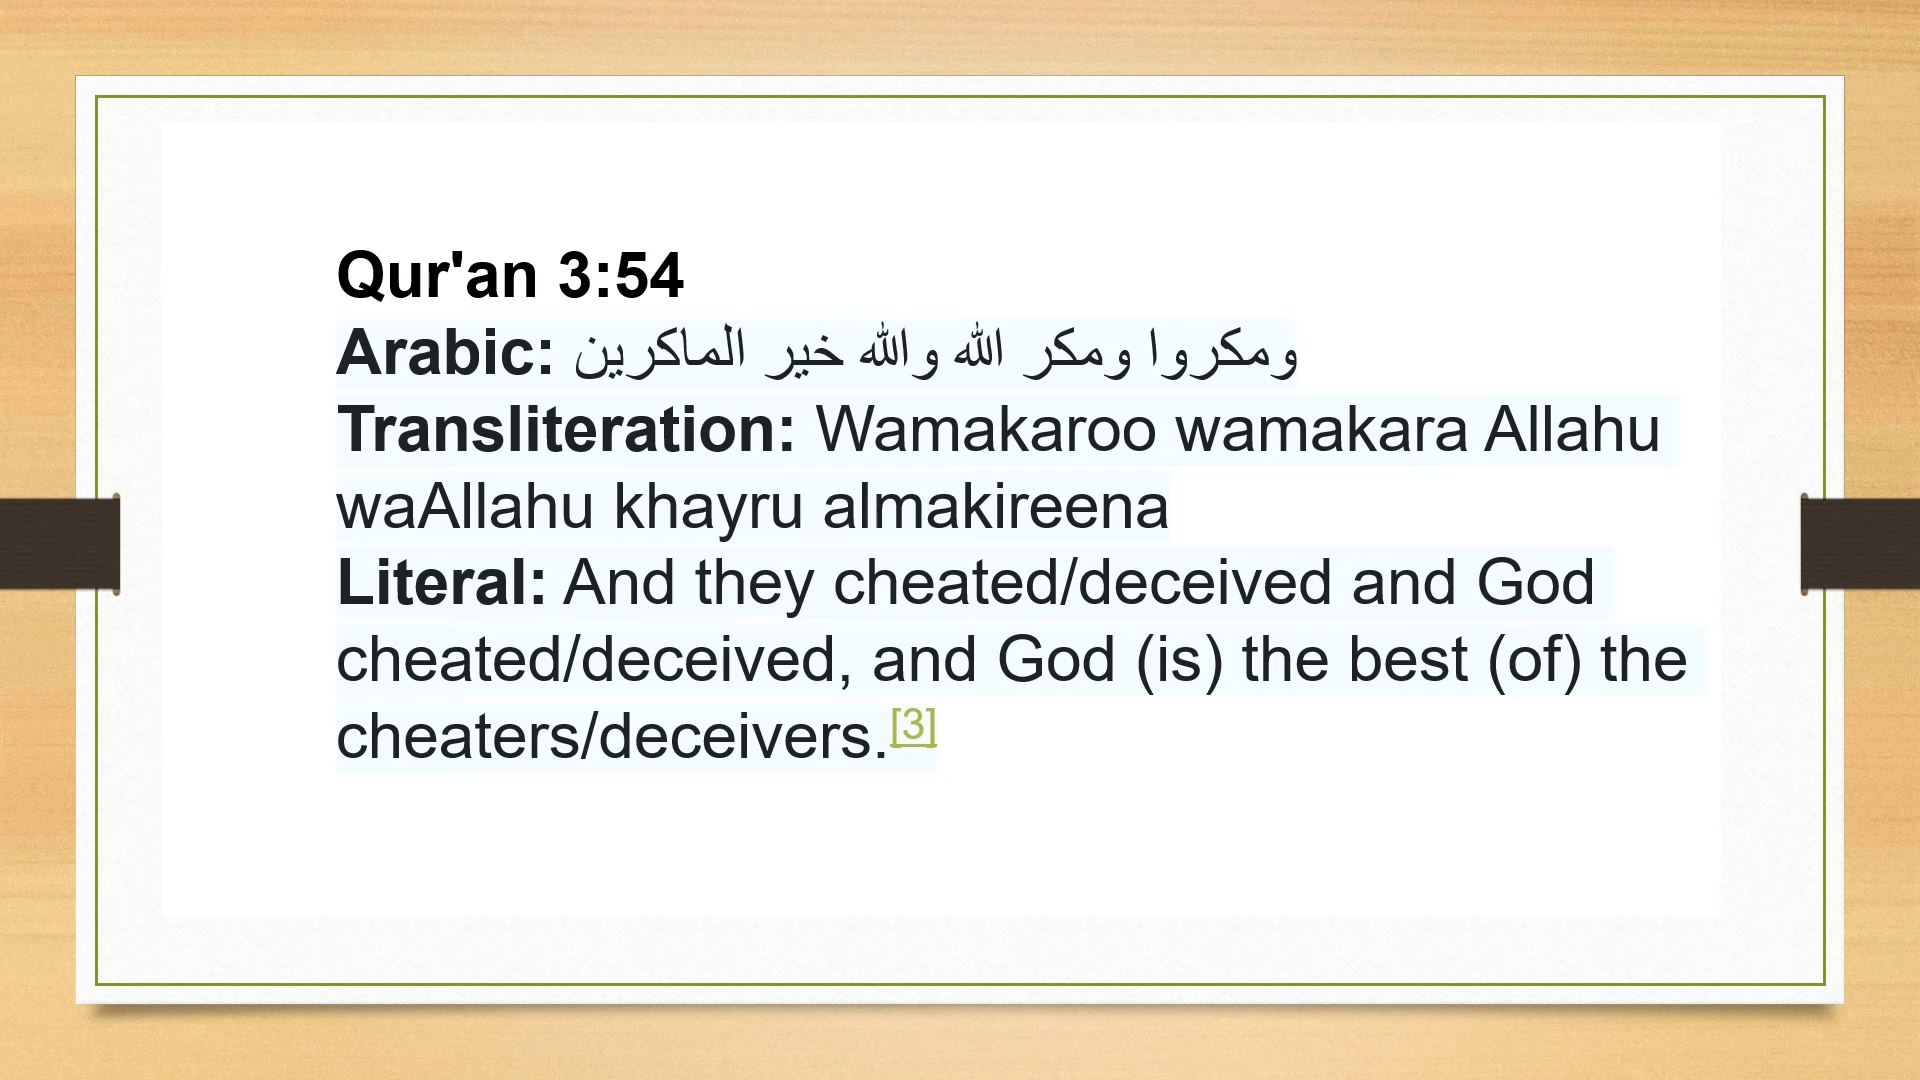 Qur'an 3:54
Arabic: ومكروا ومكر الله والله خير الماكرين
Transliteration: Wamakaroo wamakara Allahu
waAllahu khayru almakireena
Literal: And they cheated/deceived and God
cheated/deceived, and God (is) the best (of) the
cheaters/deceivers.[3]